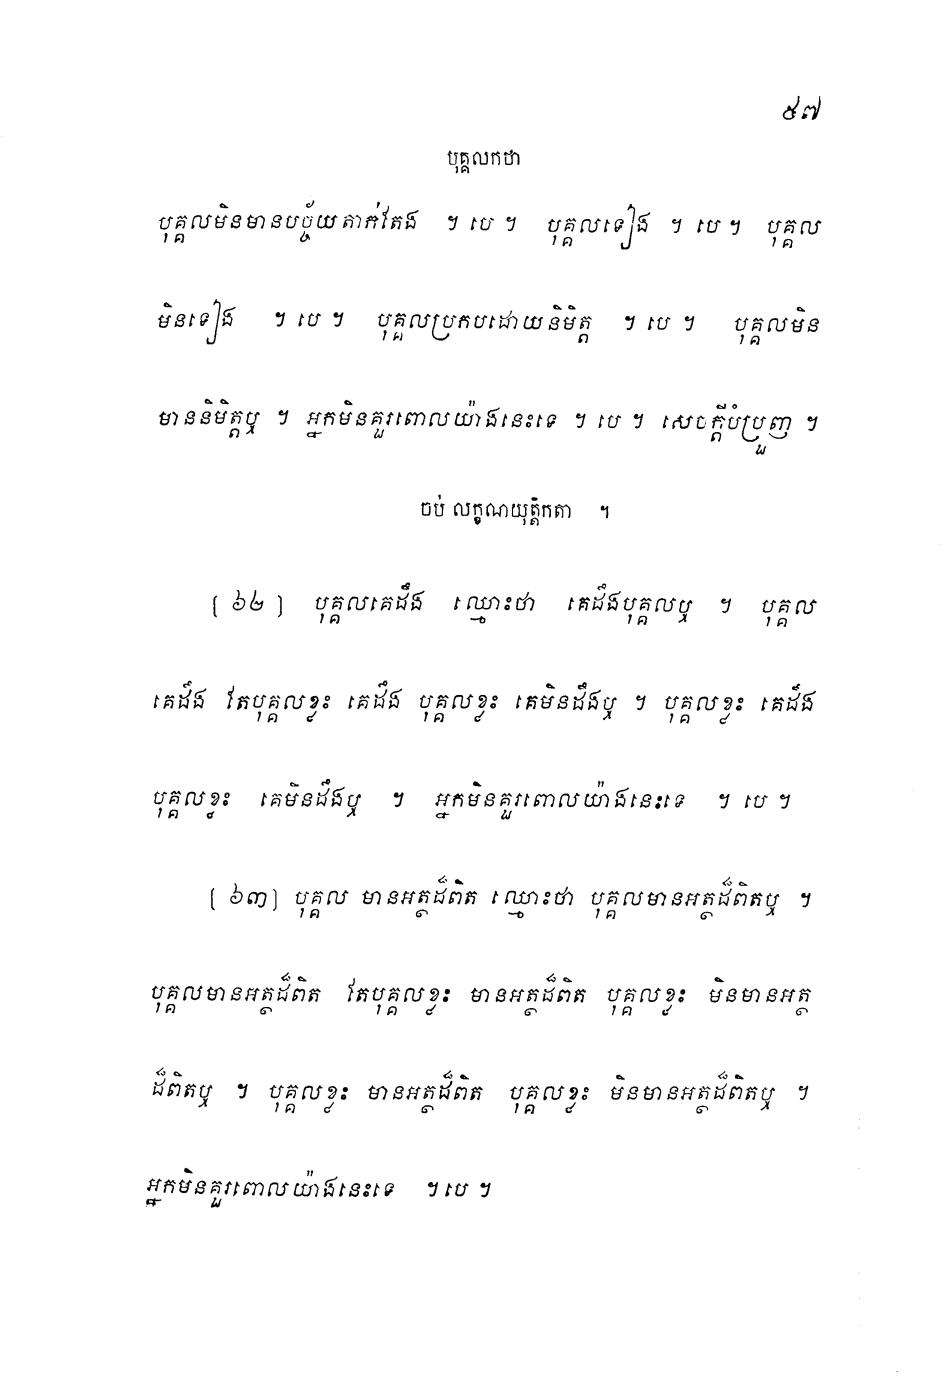 ៥៧
បុគ្គលកថា
បុគ្គលមិនមានបច្ច័យតាក់តែង ។ បេ ។ បុគ្គលទៀង ។ បេ ។ បុគ្គល
មិនទៀង ។ បេ ។ បុគ្គលប្រកបដោយនិមិត្ត ។ បេ ។ បុគ្គលមិន
មាននិមិត្តឬ ។ អ្នកមិនគួរពោលយ៉ាងនេះទេ ។ បេ ។ សេចក្តីបំប្រួញ ។
ចប់ លក្ខណយុត្តិកតា ។
(៦២) បុគ្គលគេដឹង ឈ្មោះថា គេដឹងបុគ្គលឬ ។ បុគ្គល
គេដឹង តែបុគ្គលខ្លះ គេដឹង បុគ្គលខ្លះ គេមិនដឹងឬ ។ បុគ្គលខ្លះ គេដឹង
បុគ្គលខ្លះ គេមិនដឹងឬ ។ អ្នកមិនគួរពោលយ៉ាងនេះទេ ។ បេ ។
(៦៣) បុគ្គល មានអត្ថដ៏ពិត ឈ្មោះថា បុគ្គលមានអត្ថដ៏ពិតឬ ។
បុគ្គលមានអត្ថដ៏ពិត តែបុគ្គលខ្លះ មានអត្ថដ៏ពិត បុគ្គលខ្លះ មិនមានអត្ថ
ដ៏ពិតឬ ។ បុគ្គលខ្លះ មានអត្ថដ៏ពិត បុគ្គលខ្លះ មិនមានអត្ថដ៏ពិតឬ ។
អ្នកមិនគួរពោលយ៉ាងនេះទេ ។ បេ ។